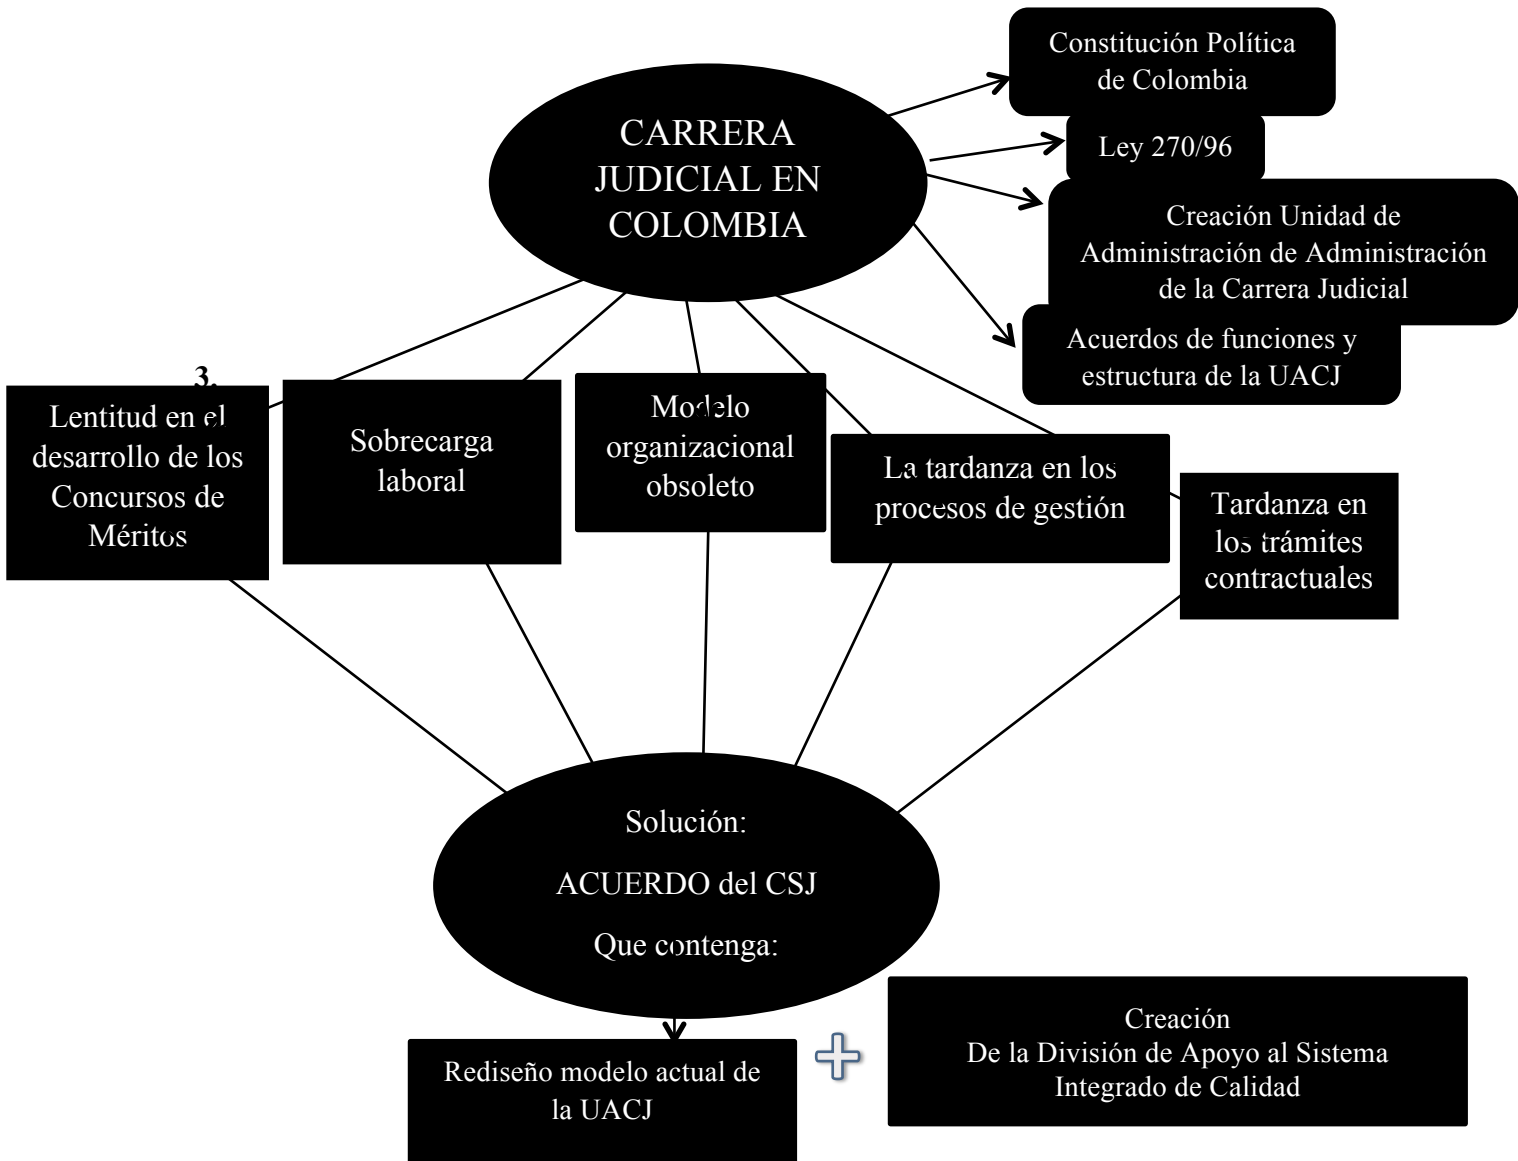 Constitución Política
de Colombia
CARRERA
JUDICIAL EN
COLOMBIA
Ley 270/96
Creación Unidad de
Administración de Administración
de la Carrera Judicial
Acuerdos de funciones y
estructura de la UACJ
3.
Lentitud en el
desarrollo de los
Concursos de
Méritos
Sobrecarga
laboral
Modelo
organizacional
obsoleto
La tardanza en los
procesos de gestión
Tardanza en
los trámites
contractuales
Solución:
ACUERDO del CSJ
Que contenga:
Rediseño modelo actual de
la UACJ
Creación
De la División de Apoyo al Sistema
Integrado de Calidad